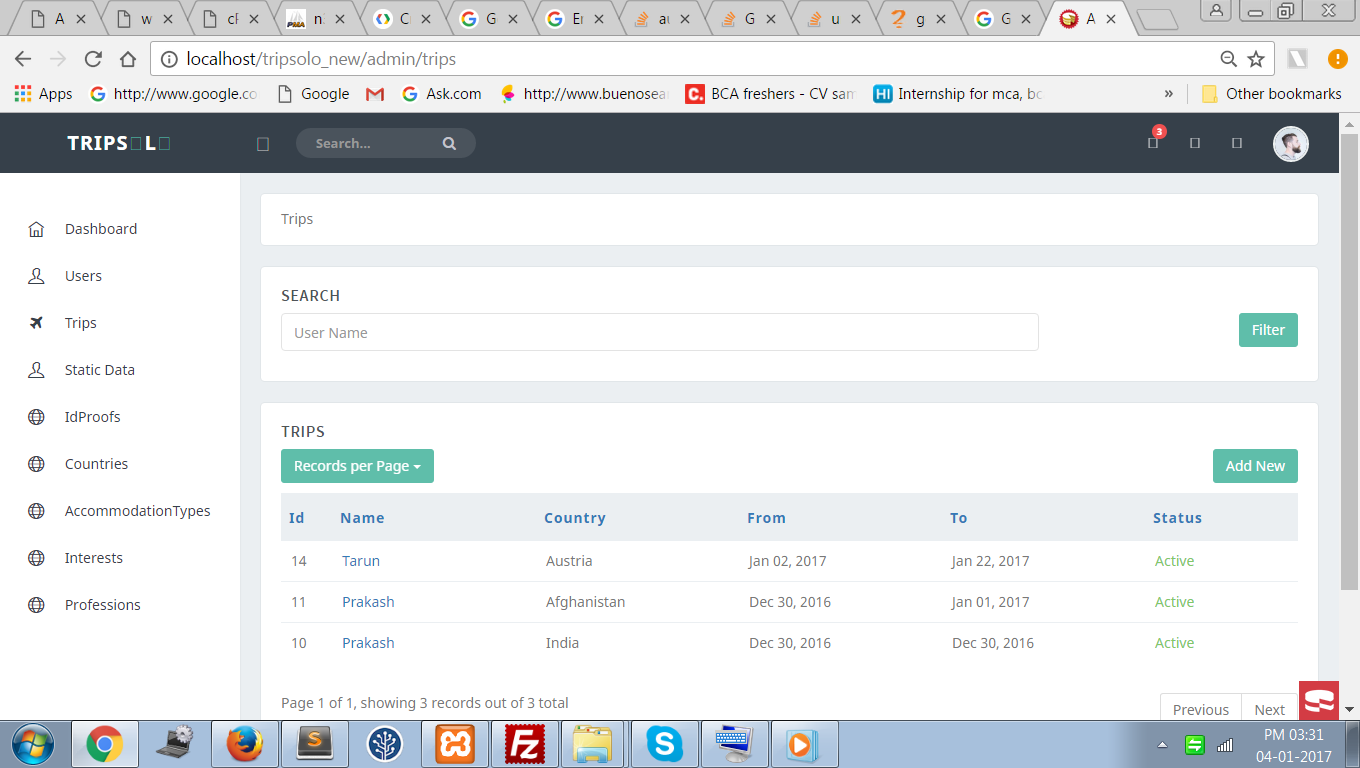 A
w
cl
n
C
G
Er
au
G
u
g
G
A
localhost/tripsolo_new/admin/trips
Apps
http://www.google.co
Google
Ask.com
http://www.buenosear
BCA freshers - CV sam
Internship for mca, bc
»
Other bookmarks
TRIPS L
Search...
3
Dashboard
Users
Trips
Static Data
IdProofs
Countries
AccommodationTypes
Interests
Professions
Trips
SEARCH
User Name
Filter
TRIPS
Records per Page
Add New
Id Name Country From To Status
14 Tarun Austria Jan 02, 2017 Jan 22, 2017 Active
11 Prakash Afghanistan Dec 30, 2016 Jan 01, 2017 Active
10 Prakash India Dec 30, 2016 Dec 30, 2016 Active
Page 1 of 1, showing 3 records out of 3 total
Previous Next
PM 03:31
04-01-2017